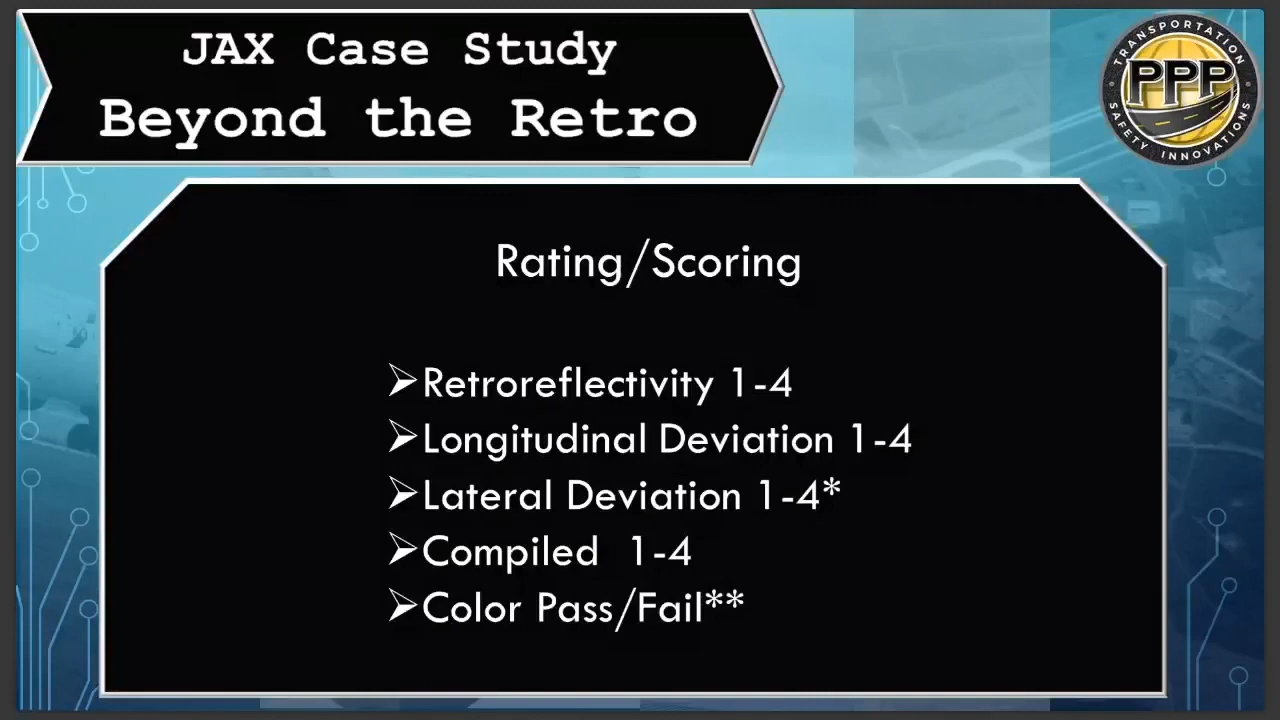 JAX Case Study
Beyond the Retro
TRANSPORTATION
PPP
SAFETY INNOVATIONS
Rating/Scoring
➢Retroreflectivity 1-4
➢Longitudinal Deviation 1-4
➢Lateral Deviation 1-4*
➢Compiled  1-4
➢Color Pass/Fail**